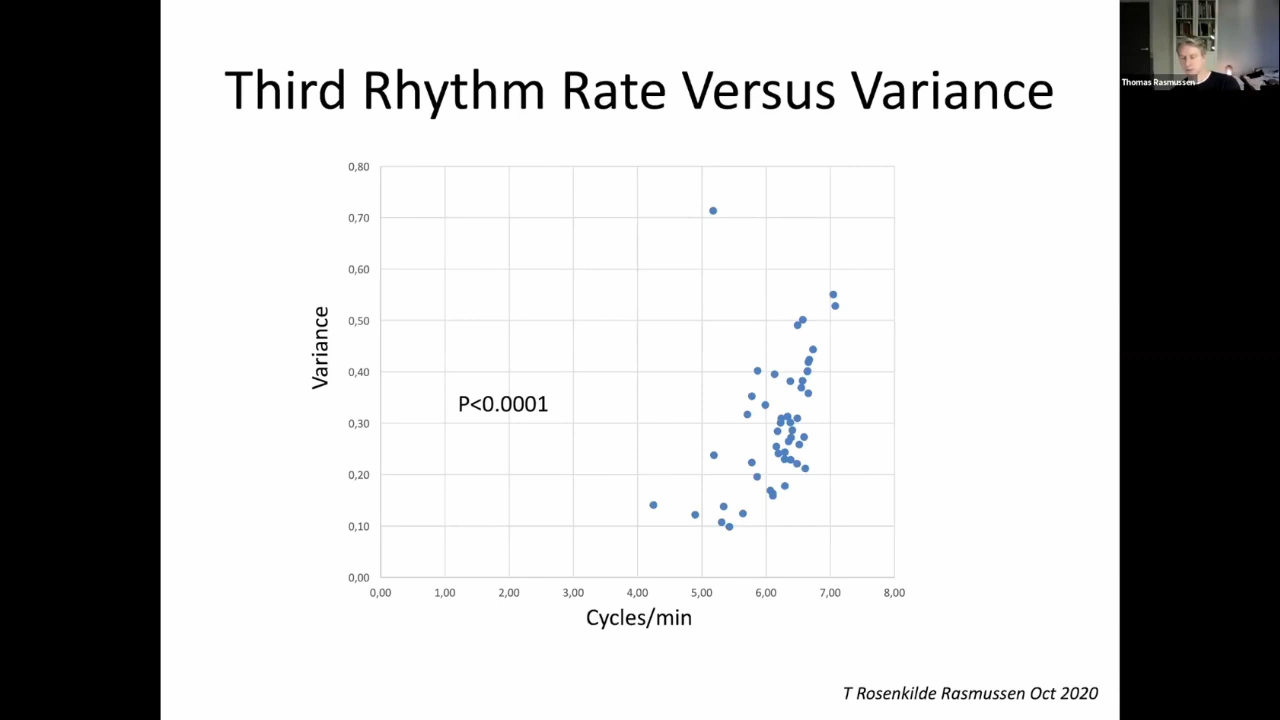 Third Rhythm Rate Versus Variance
Thomas Rasmussen
0,80
0,70
0,60
0,50
0,40
0,30
0,20
0,10
0,00
Variance
P<0.0001
0,00 1,00 2,00 3,00 4,00 5,00 6,00 7,00 8,00
Cycles/min
T Rosenkilde Rasmussen Oct 2020